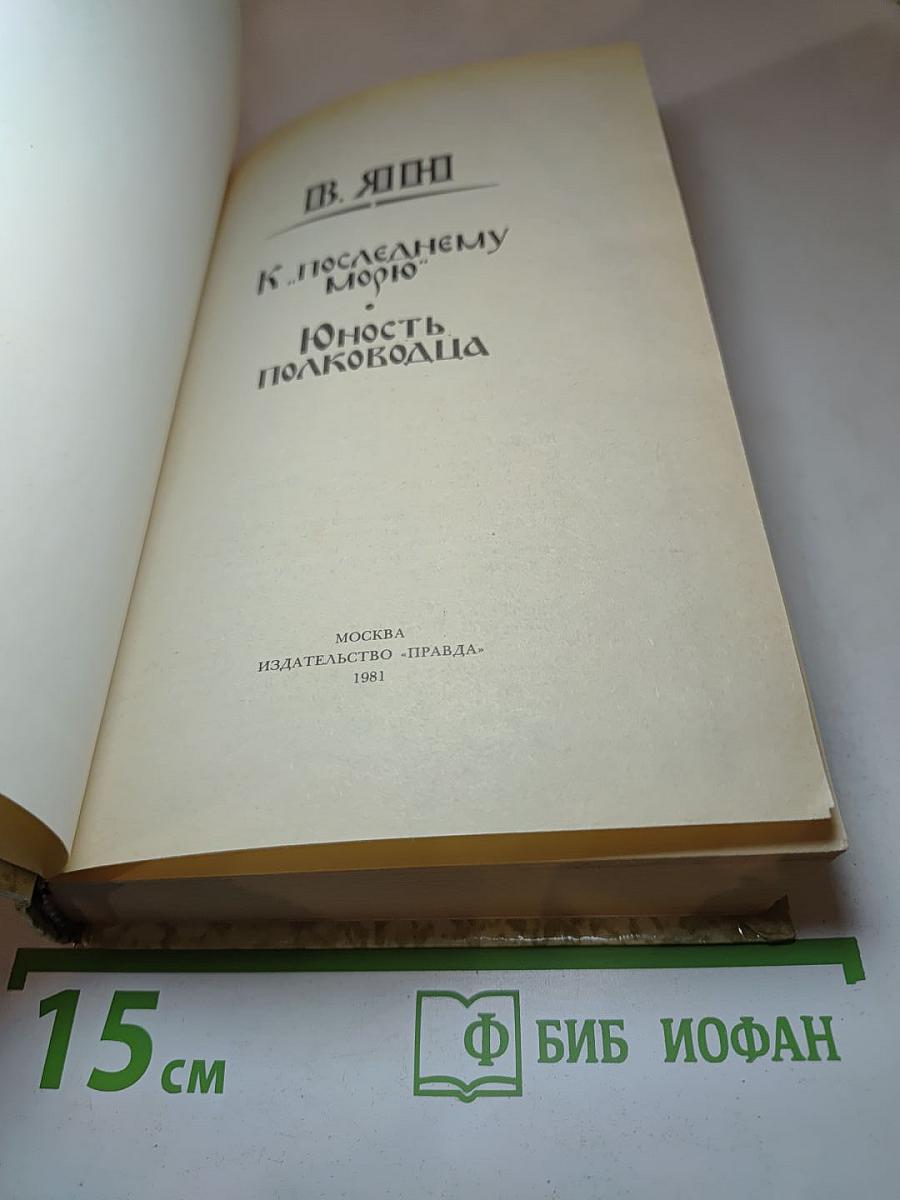 В. ЯН
К „последнему
морю“
Юность
полководца
МОСКВА
ИЗДАТЕЛЬСТВО «ПРАВДА»
1981
15 см
Ф БИБ ИОФАН